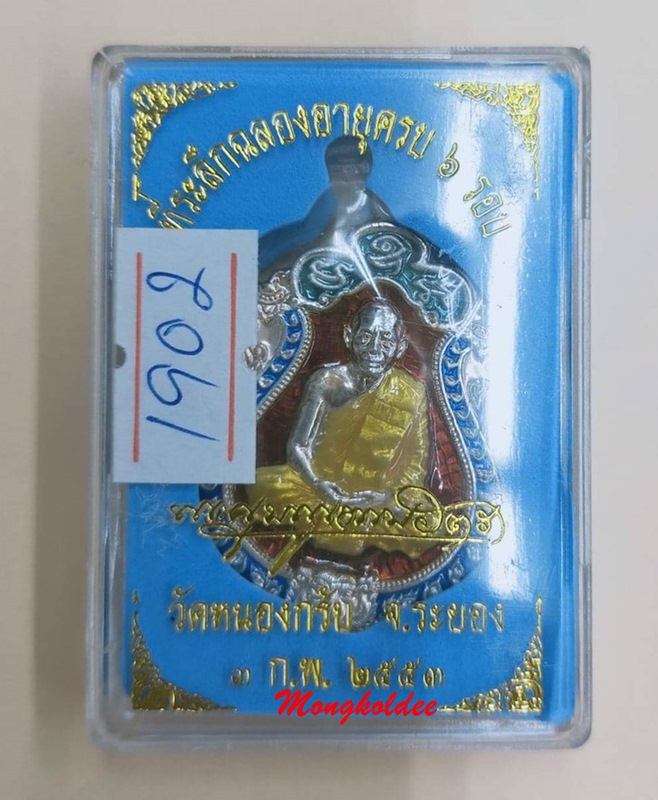 ที่ระลึกฉลองอายุครบ ๖ รอบ
1902
วัดหนองกรับ จ.ระยอง
๓ ก.พ. ๒๕๕๓
Mongkoldee